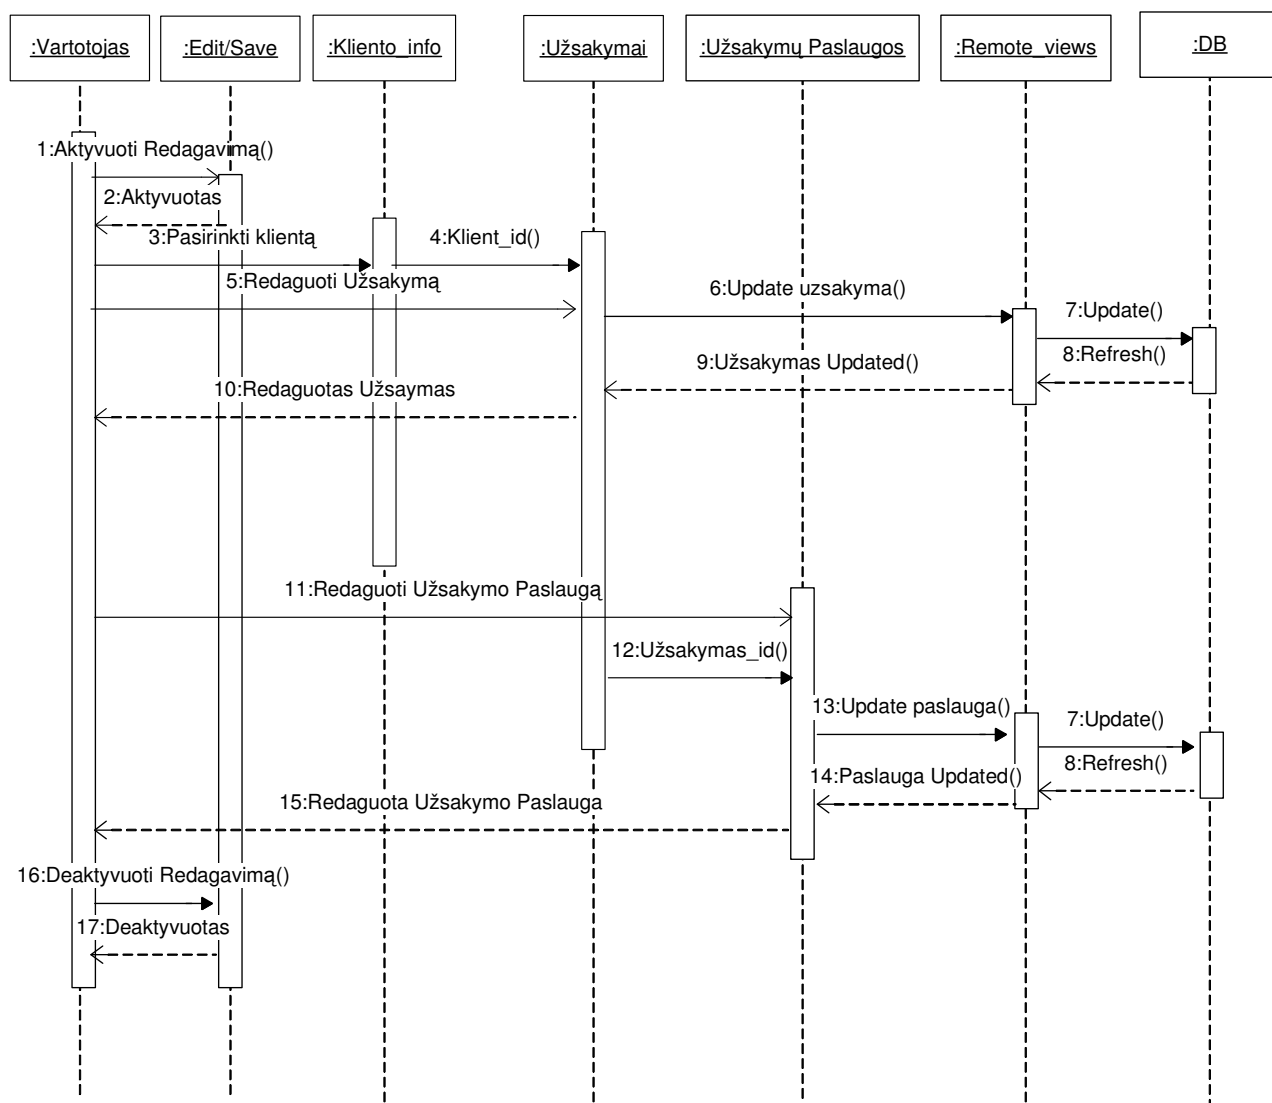 :Vartotojas
:Edit/Save
:Kliento_info
:Užsakymai
:Užsakymų Paslaugos
:Remote_views
:DB
1:Aktyvuoti Redagavimą()
2:Aktyvuotas
3:Pasirinkti klientą
4:Klient_id()
5:Redaguoti Užsakymą
6:Update uzsakyma()
7:Update()
8:Refresh()
9:Užsakymas Updated()
10:Redaguotas Užsaymas
11:Redaguoti Užsakymo Paslaugą
12:Užsakymas_id()
13:Update paslauga()
7:Update()
8:Refresh()
14:Paslauga Updated()
15:Redaguota Užsakymo Paslauga
16:Deaktyvuoti Redagavimą()
17:Deaktyvuotas